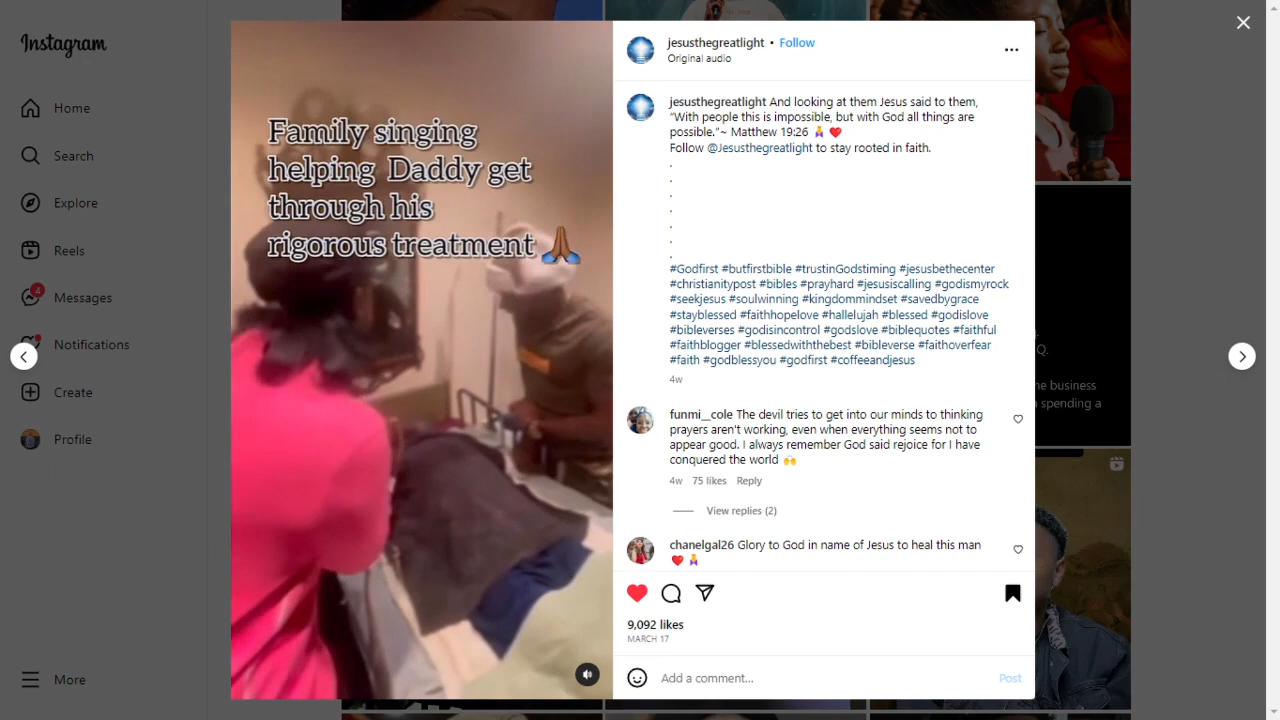 Instagram
Home
Search
Explore
Reels
4
Messages
Notifications
Create
Profile
More
Family singing
helping Daddy get
through his
rigorous treatment 🙏🏾
jesusthegreatlight • Follow
Original audio
jesusthegreatlight And looking at them Jesus said to them,
"With people this is impossible, but with God all things are
possible."~ Matthew 19:26 🧎‍♀️ ❤️
Follow @Jesusthegreatlight to stay rooted in faith.
.
.
.
.
.
.
.
#Godfirst #butfirstbible #trustinGodstiming #jesusbethecenter
#christianitypost #bibles #prayhard #jesusiscalling #godismyrock
#seekjesus #soulwinning #kingdommindset #savedbygrace
#stayblessed #faithhopelove #hallelujah #blessed #godislove
#bibleverses #godisincontrol #godslove #biblequotes #faithful
#faithblogger #blessedwiththebest #bibleverse #faithoverfear
#faith #godblessyou #godfirst #coffeeandjesus
4w
funmi__cole The devil tries to get into our minds to thinking
prayers aren't working, even when everything seems not to
appear good. I always remember God said rejoice for I have
conquered the world 🙌
4w 75 likes Reply
View replies (2)
chanelgal26 Glory to God in name of Jesus to heal this man
❤️ 🧎‍♀️
9,092 likes
MARCH 17
Add a comment...
Post
Q.
he business
spending a